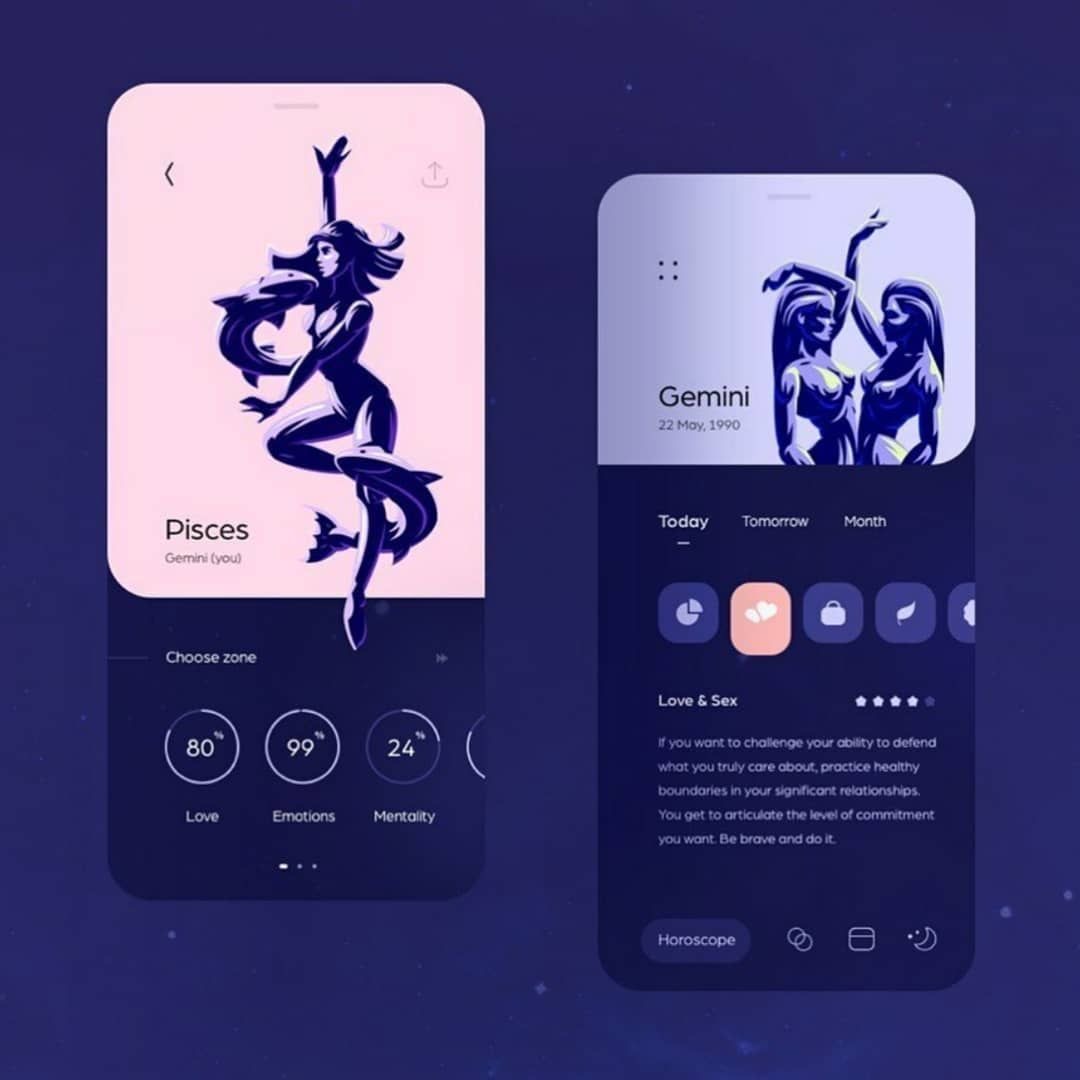 Pisces
Gemini (you)
Choose zone
80%
99%
24%
Love
Emotions
Mentality
Gemini
22 May, 1990
Today
Tomorrow
Month
Love & Sex
If you want to challenge your ability to defend
what you truly care about, practice healthy
boundaries in your significant relationships.
You get to articulate the level of commitment
you want. Be brave and do it.
Horoscope